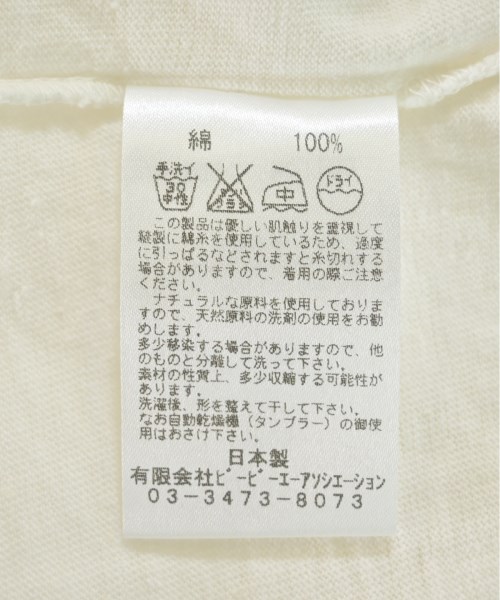 綿 100%
手洗イ 30 中性 エンソサラシ 中 ドライ
この製品は優しい肌触りを重視して
縫製に綿糸を使用しているため、過度
に引っぱるなどされますと糸切れする
場合がありますので、着用の際ご注意
ください。
ナチュラルな原料を使用しておりま
すので、天然原料の洗剤の使用をお勧
めします。
多少移染する場合がありますので、他
のものと分離して洗って下さい。
素材の性質上、多少収縮する可能性が
あります。
洗濯後、形を整えて干して下さい。
なお自動乾燥機(タンブラー)の御使
用はおさけ下さい。
日本製
有限会社ビーピーエーアソシエーション
03-3473-8073